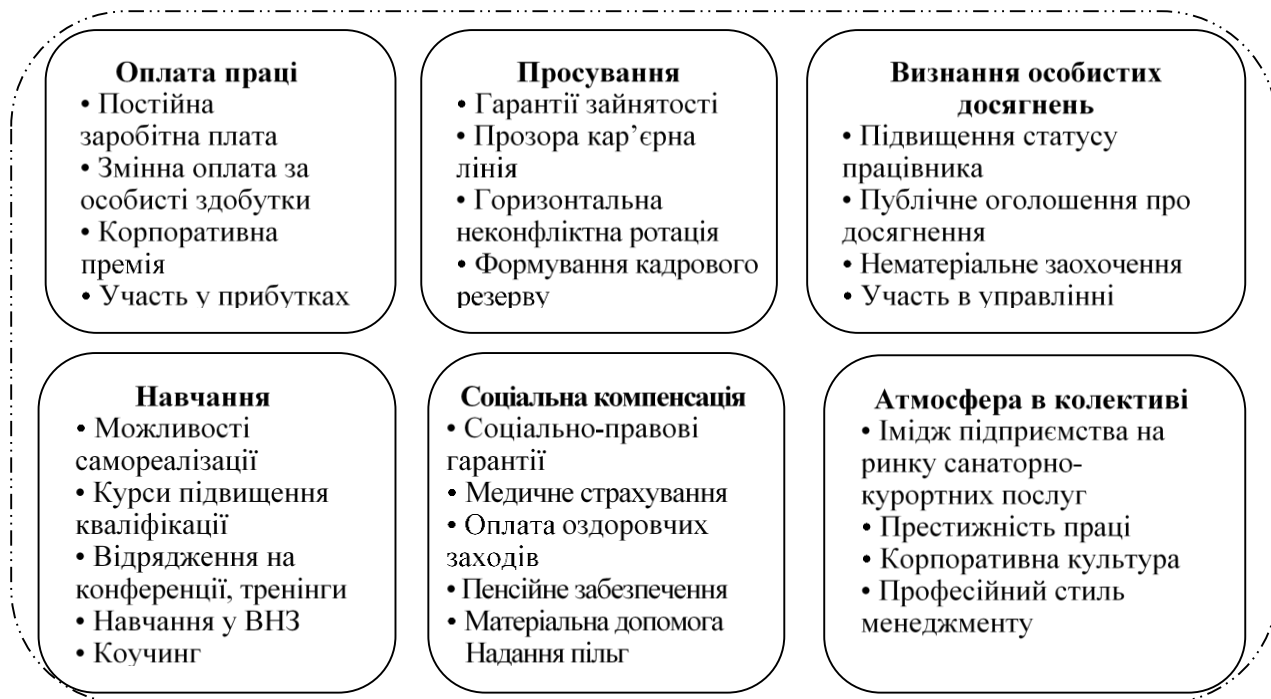 Оплата праці
• Постійна
заробітна плата
• Змінна оплата за
особисті здобутки
• Корпоративна
премія
• Участь у прибутках
Просування
• Гарантії зайнятості
• Прозора кар’єрна
лінія
• Горизонтальна
неконфліктна ротація
• Формування кадрового
резерву
Визнання особистих
досягнень
• Підвищення статусу
працівника
• Публічне оголошення про
досягнення
• Нематеріальне заохочення
• Участь в управлінні
Навчання
• Можливості
самореалізації
• Курси підвищення
кваліфікації
• Відрядження на
конференції, тренінги
• Навчання у ВНЗ
• Коучинг
Соціальна компенсація
• Соціально-правові
гарантії
• Медичне страхування
• Оплата оздоровчих
заходів
• Пенсійне забезпечення
• Матеріальна допомога
Надання пільг
Атмосфера в колективі
• Імідж підприємства на
ринку санаторно-
курортних послуг
• Престижність праці
• Корпоративна культура
• Професійний стиль
менеджменту